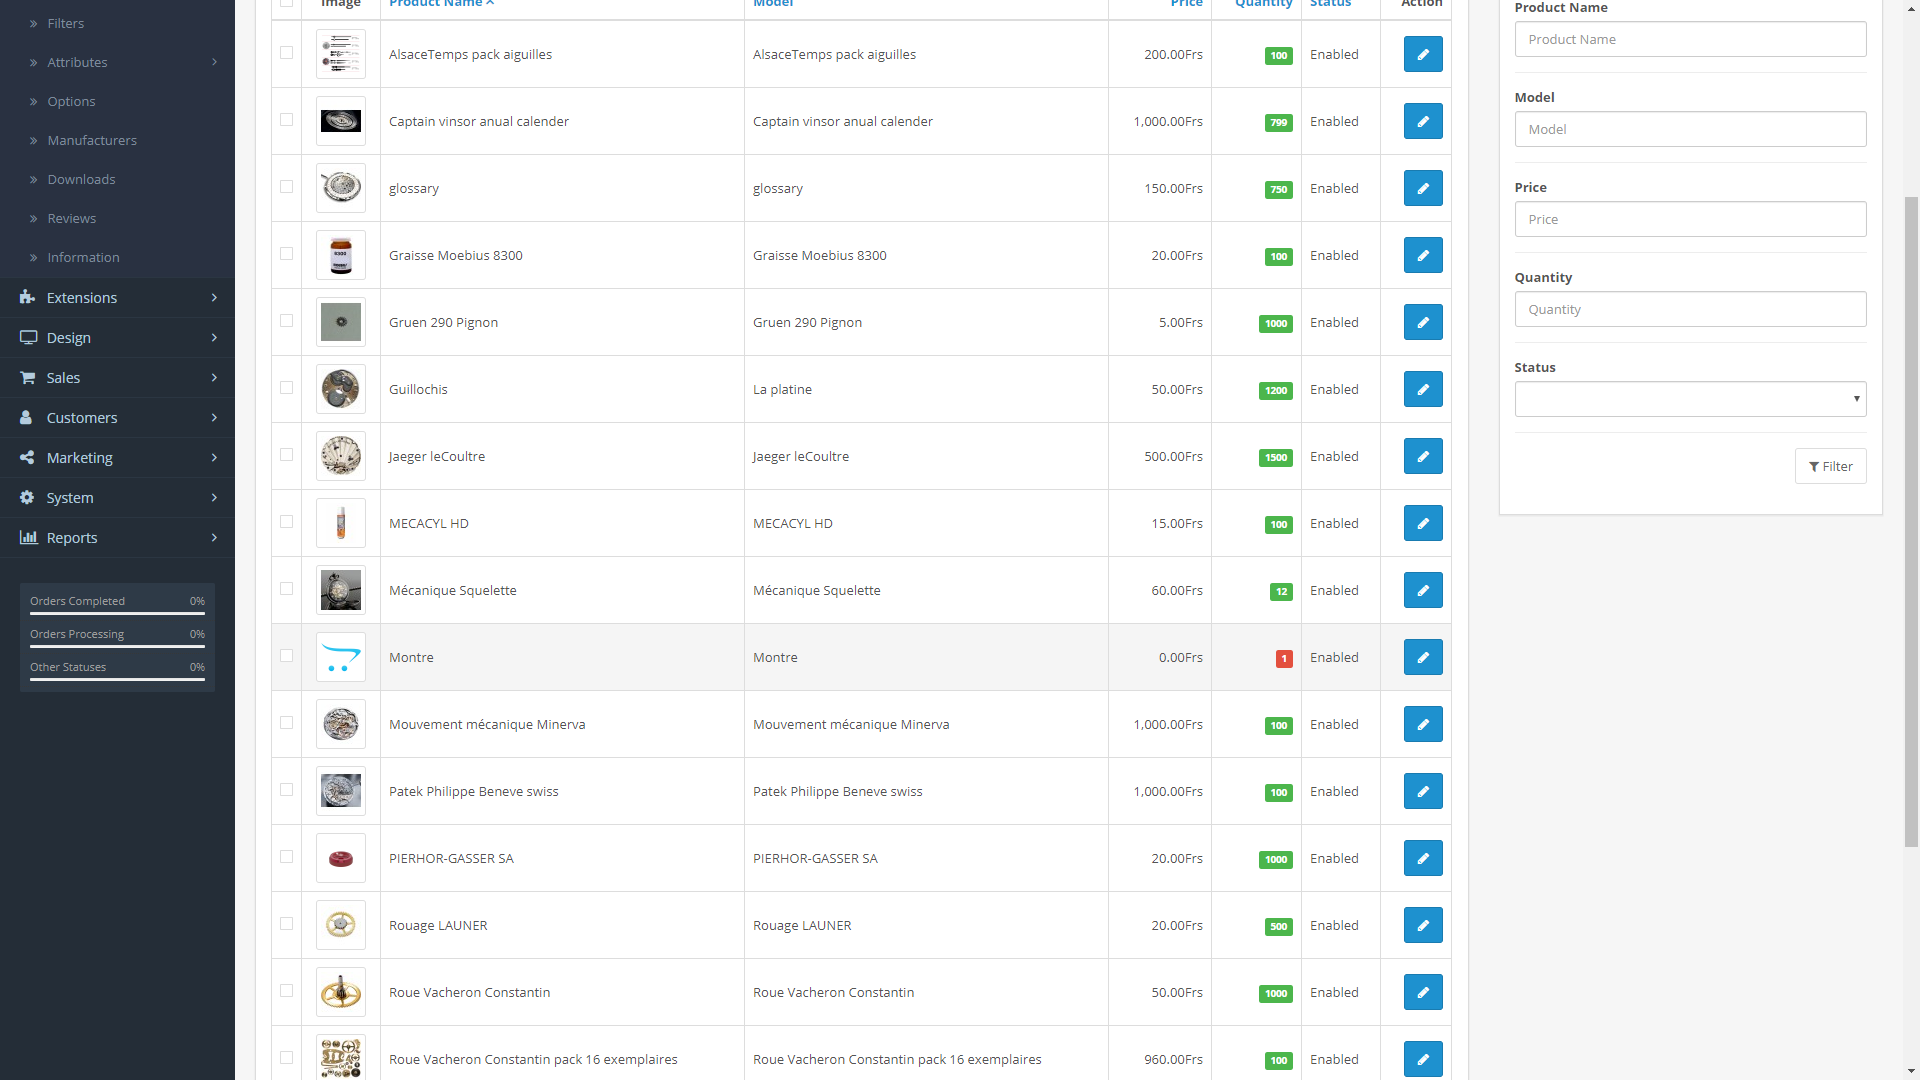 Filters
Attributes
Options
Manufacturers
Downloads
Reviews
Information
Extensions
Design
Sales
Customers
Marketing
System
Reports
Orders Completed 0%
Orders Processing 0%
Other Statuses 0%
Image Product Name Model Price Quantity Status Action
AlsaceTemps pack aiguilles AlsaceTemps pack aiguilles 200.00Frs 100 Enabled
Captain vinsor anual calender Captain vinsor anual calender 1,000.00Frs 799 Enabled
glossary glossary 150.00Frs 750 Enabled
Graisse Moebius 8300 Graisse Moebius 8300 20.00Frs 100 Enabled
Gruen 290 Pignon Gruen 290 Pignon 5.00Frs 1000 Enabled
Guillochis La platine 50.00Frs 1200 Enabled
Jaeger leCoultre Jaeger leCoultre 500.00Frs 1500 Enabled
MECACYL HD MECACYL HD 15.00Frs 100 Enabled
Mécanique Squelette Mécanique Squelette 60.00Frs 12 Enabled
Montre Montre 0.00Frs 1 Enabled
Mouvement mécanique Minerva Mouvement mécanique Minerva 1,000.00Frs 100 Enabled
Patek Philippe Beneve swiss Patek Philippe Beneve swiss 1,000.00Frs 100 Enabled
PIERHOR-GASSER SA PIERHOR-GASSER SA 20.00Frs 1000 Enabled
Rouage LAUNER Rouage LAUNER 20.00Frs 500 Enabled
Roue Vacheron Constantin Roue Vacheron Constantin 50.00Frs 1000 Enabled
Roue Vacheron Constantin pack 16 exemplaires Roue Vacheron Constantin pack 16 exemplaires 960.00Frs 100 Enabled
Product Name
Product Name
Model
Model
Price
Price
Quantity
Quantity
Status
Filter